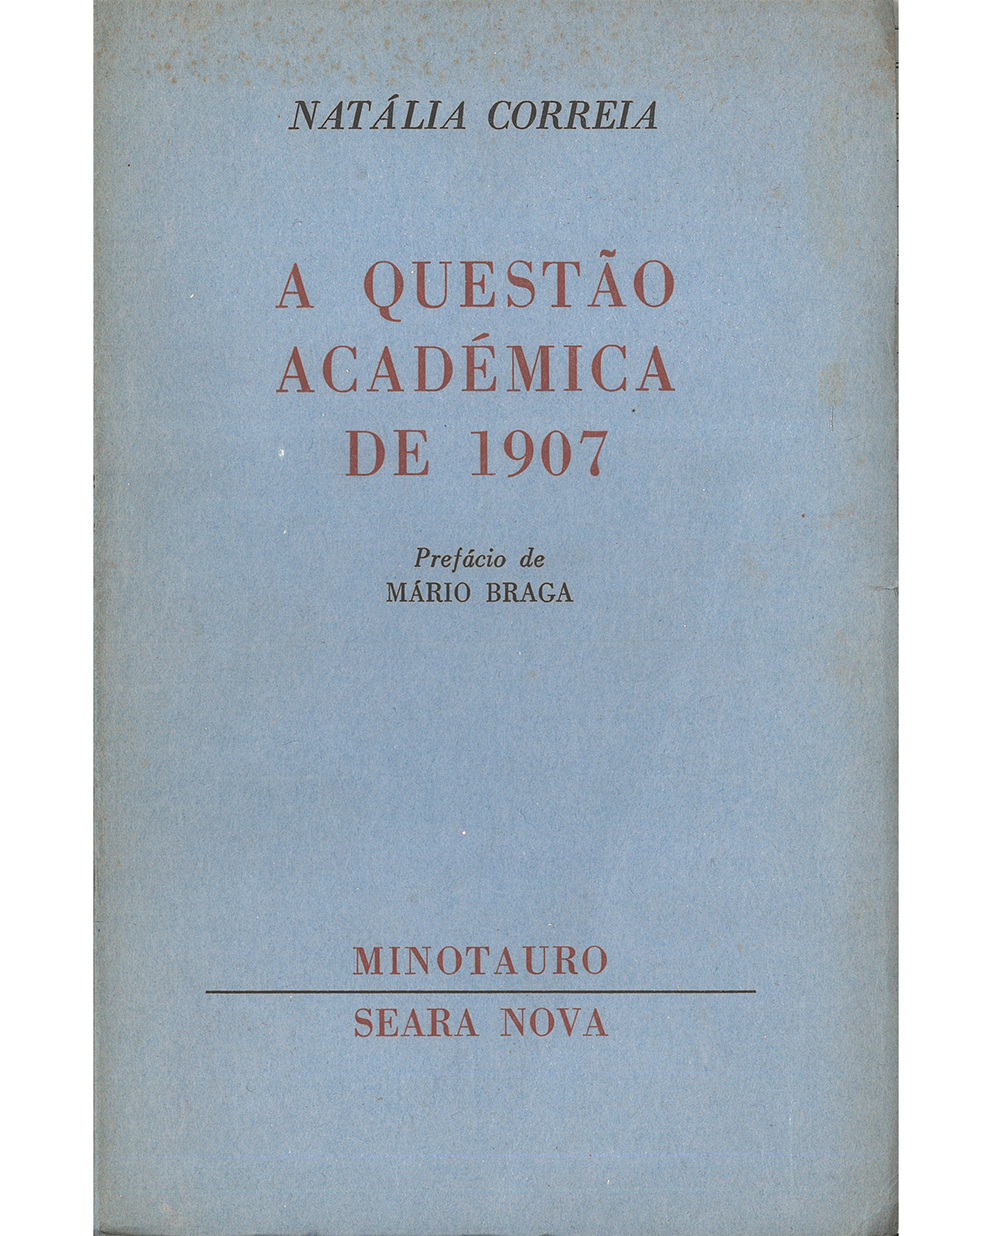 NATÁLIA CORREIA
A QUESTÃO
ACADÉMICA
DE 1907
Prefácio de
MÁRIO BRAGA
MINOTAURO
SEARA NOVA